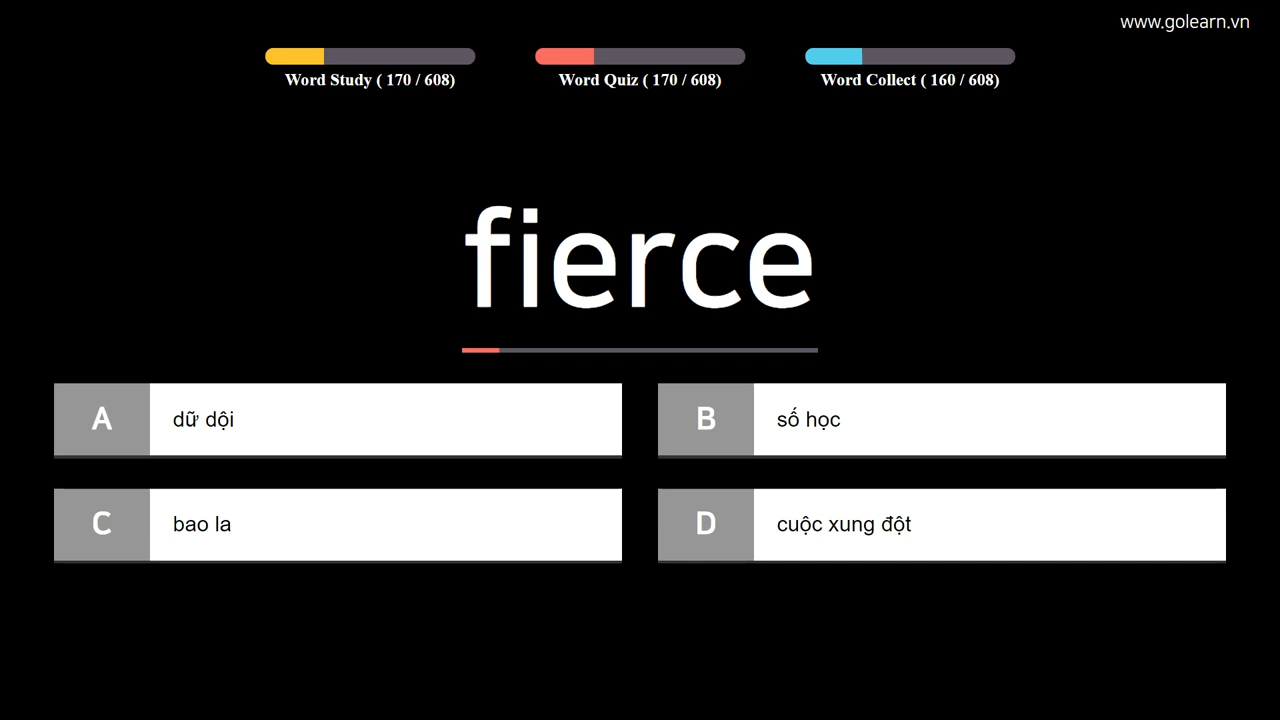 www.golearn.vn
Word Study ( 170 / 608)
Word Quiz ( 170 / 608)
Word Collect ( 160 / 608)
fierce
A dữ dội
B số học
C bao la
D cuộc xung đột